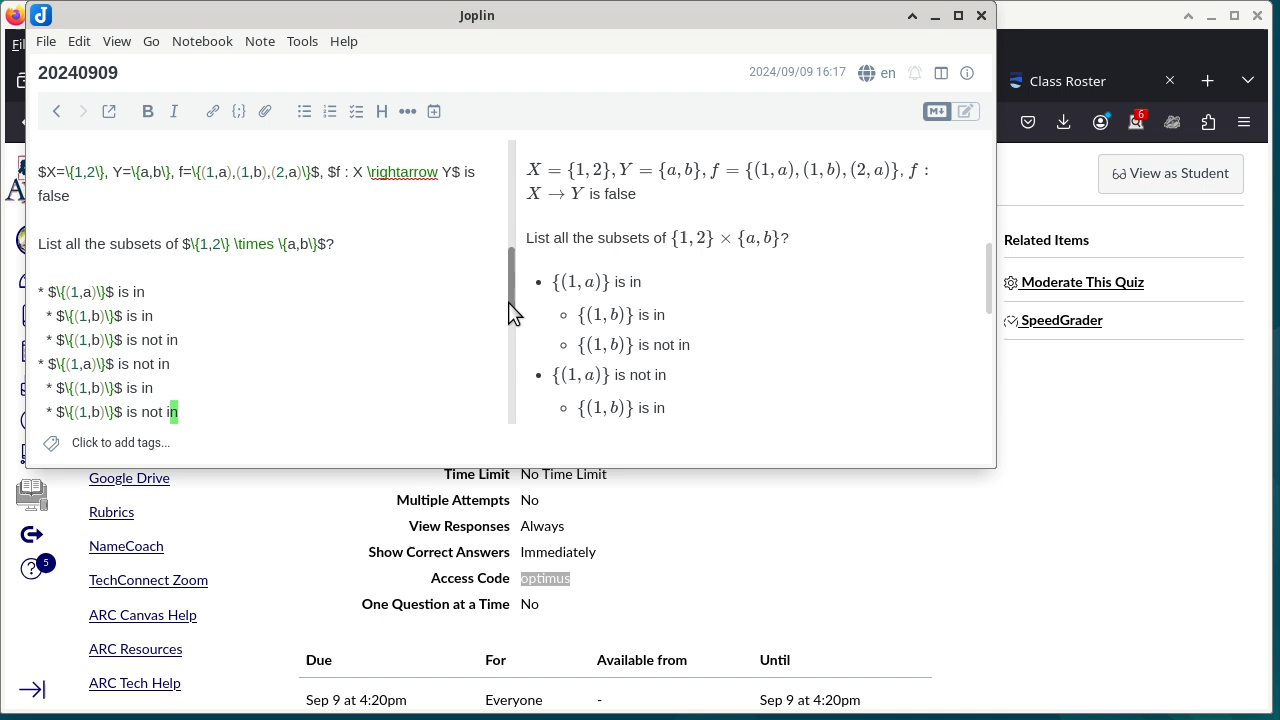 Joplin
File Edit View Go Notebook Note Tools Help
20240909
2024/09/09 16:17 en
$X=\{1,2\}, Y=\{a,b\}, f=\{(1,a),(1,b),(2,a)\}$, $f : X \rightarrow Y$ is
false
List all the subsets of $\{1,2\} \times \{a,b\}$?
* $\{(1,a)\}$ is in
* $\{(1,b)\}$ is in
* $\{(1,b)\}$ is not in
* $\{(1,a)\}$ is not in
* $\{(1,b)\}$ is in
* $\{(1,b)\}$ is not in
X = {1, 2}, Y = {a, b}, f = {(1, a), (1, b), (2, a)}, f :
X → Y is false
List all the subsets of {1, 2} × {a, b}?
• {(1, a)} is in
◦ {(1, b)} is in
◦ {(1, b)} is not in
• {(1, a)} is not in
◦ {(1, b)} is in
Click to add tags...
Class Roster
6
View as Student
Related Items
Moderate This Quiz
SpeedGrader
5
Google Drive
Rubrics
NameCoach
TechConnect Zoom
ARC Canvas Help
ARC Resources
ARC Tech Help
Time Limit No Time Limit
Multiple Attempts No
View Responses Always
Show Correct Answers Immediately
Access Code optimus
One Question at a Time No
Due For Available from Until
Sep 9 at 4:20pm Everyone - Sep 9 at 4:20pm